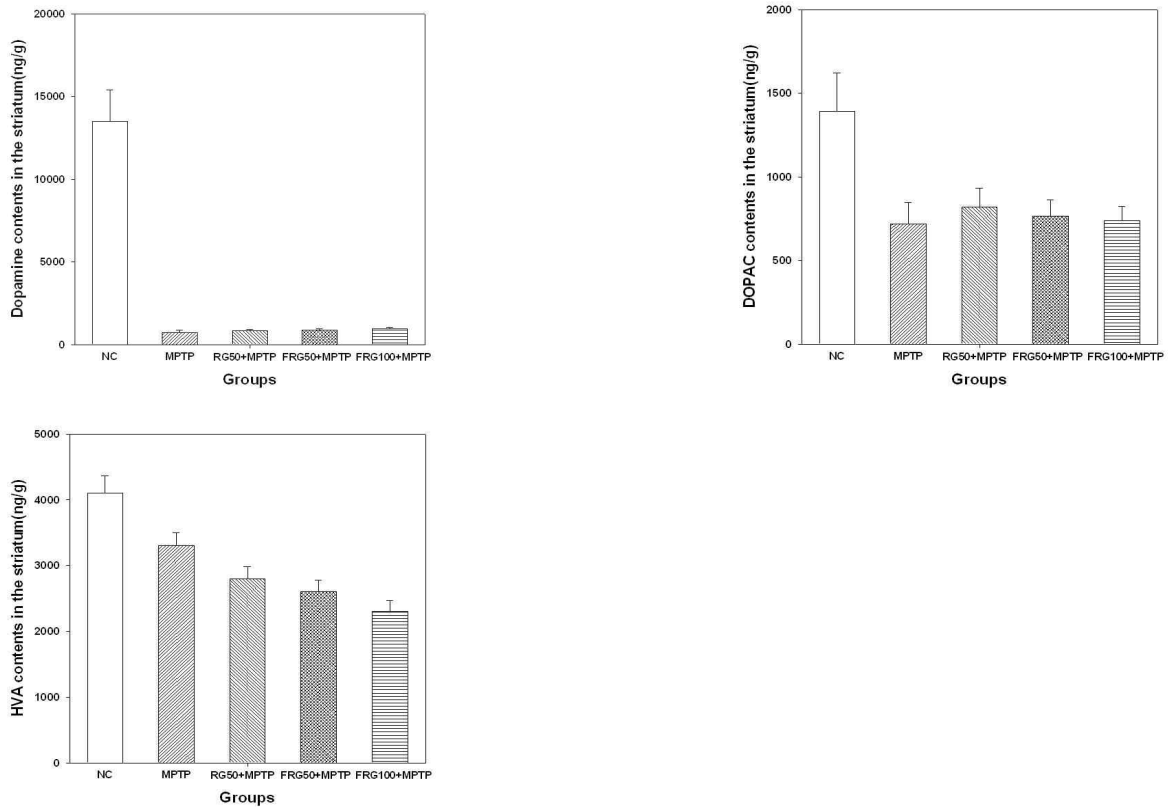 Dopamine contents in the striatum(ng/g)
20000
15000
10000
5000
0
NC MPTP RG50+MPTP FRG50+MPTP FRG100+MPTP
Groups
DOPAC contents in the striatum(ng/g)
2000
1500
1000
500
0
NC MPTP RG50+MPTP FRG50+MPTP FRG100+MPTP
Groups
HVA contents in the striatum(ng/g)
5000
4000
3000
2000
1000
0
NC MPTP RG50+MPTP FRG50+MPTP FRG100+MPTP
Groups